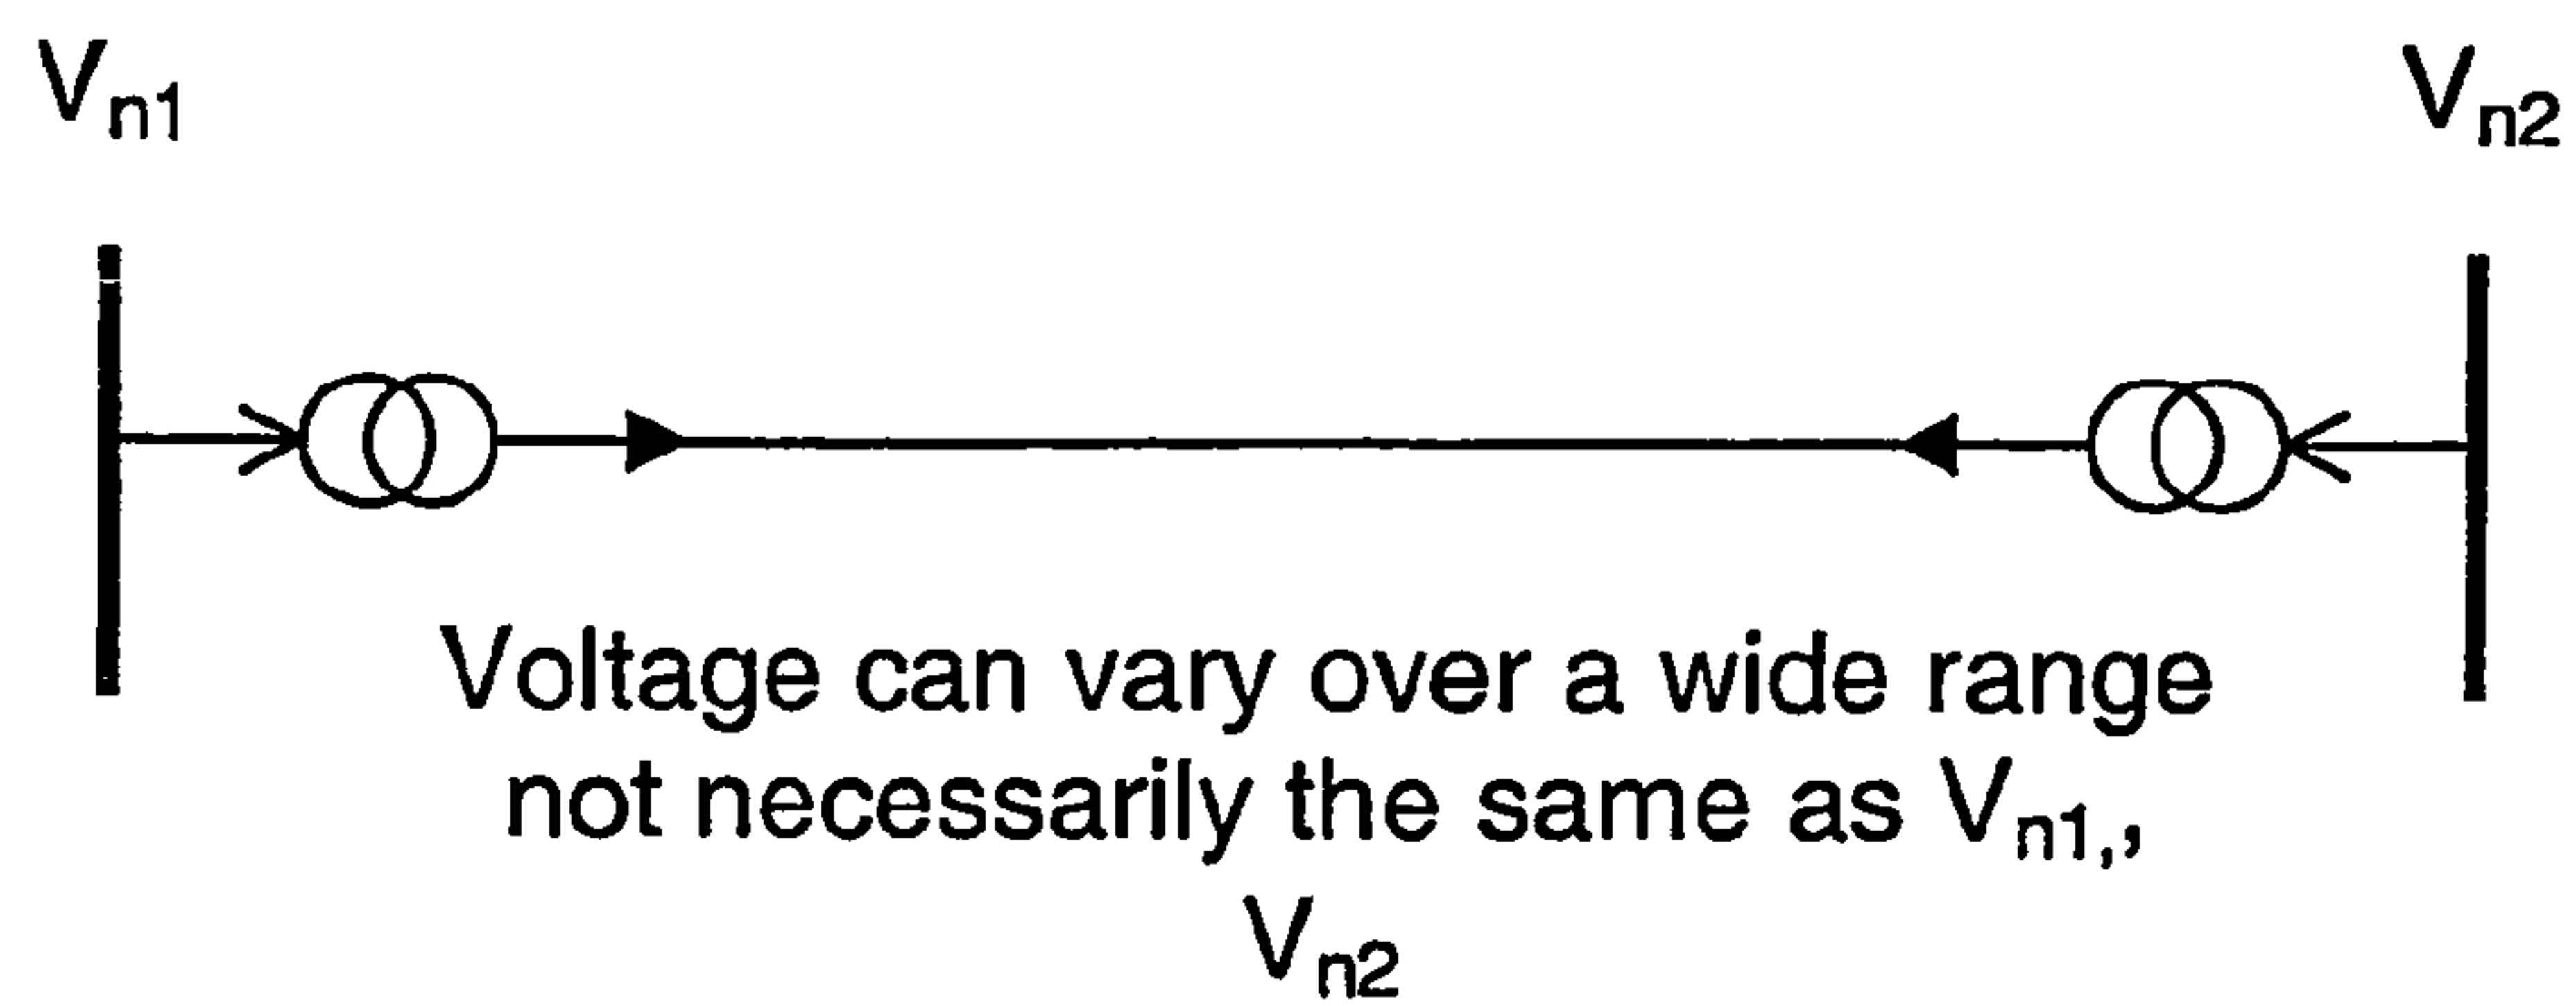 Vn1
Vn2
Voltage can vary over a wide range
not necessarily the same as Vn1,,
Vn2